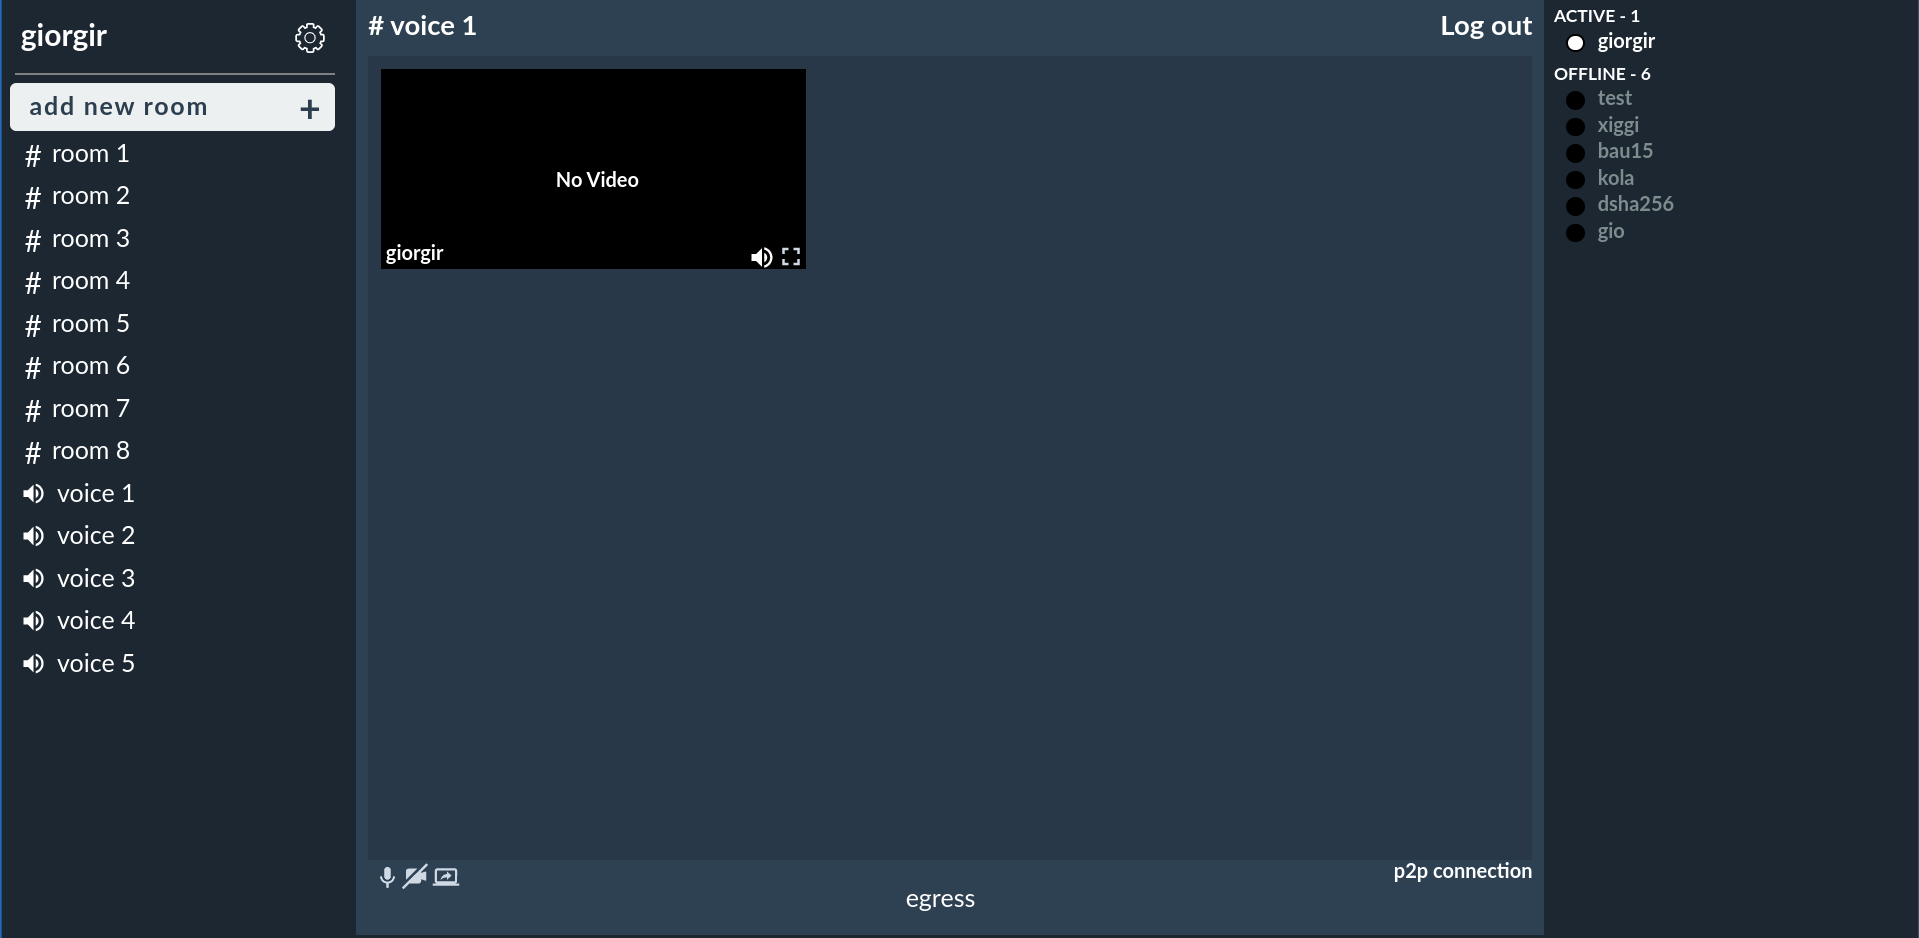 giorgir
add new room +
# room 1
# room 2
# room 3
# room 4
# room 5
# room 6
# room 7
# room 8
voice 1
voice 2
voice 3
voice 4
voice 5
# voice 1
Log out
No Video
giorgir
p2p connection
egress
ACTIVE - 1
giorgir
OFFLINE - 6
test
xiggi
bau15
kola
dsha256
gio